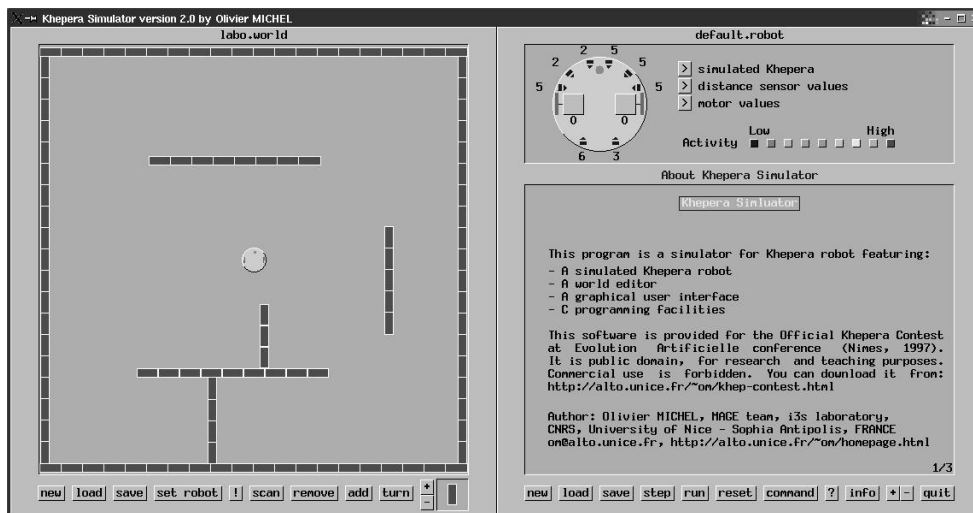 Khepera Simulator version 2.0 by Olivier MICHEL
labo.world
new load save set robot ! scan remove add turn + -
default.robot
2 5
2 5
5 5
0 0
6 3
> simulated Khepera
> distance sensor values
> motor values
Low High
Activity
About Khepera Simulator
Khepera Simluator
This program is a simulator for Khepera robot featuring:
- A simulated Khepera robot
- A world editor
- A graphical user interface
- C programming facilities
This software is provided for the Official Khepera Contest
at Evolution Artificielle conference (Nimes, 1997).
It is public domain, for research and teaching purposes.
Commercial use is forbidden. You can download it from:
http://alto.unice.fr/~om/khep-contest.html
Author: Olivier MICHEL, MAGE team, i3s laboratory,
CNRS, University of Nice - Sophia Antipolis, FRANCE
om@alto.unice.fr, http://alto.unice.fr/~om/homepage.html
1/3
new load save step run reset command ? info + - quit